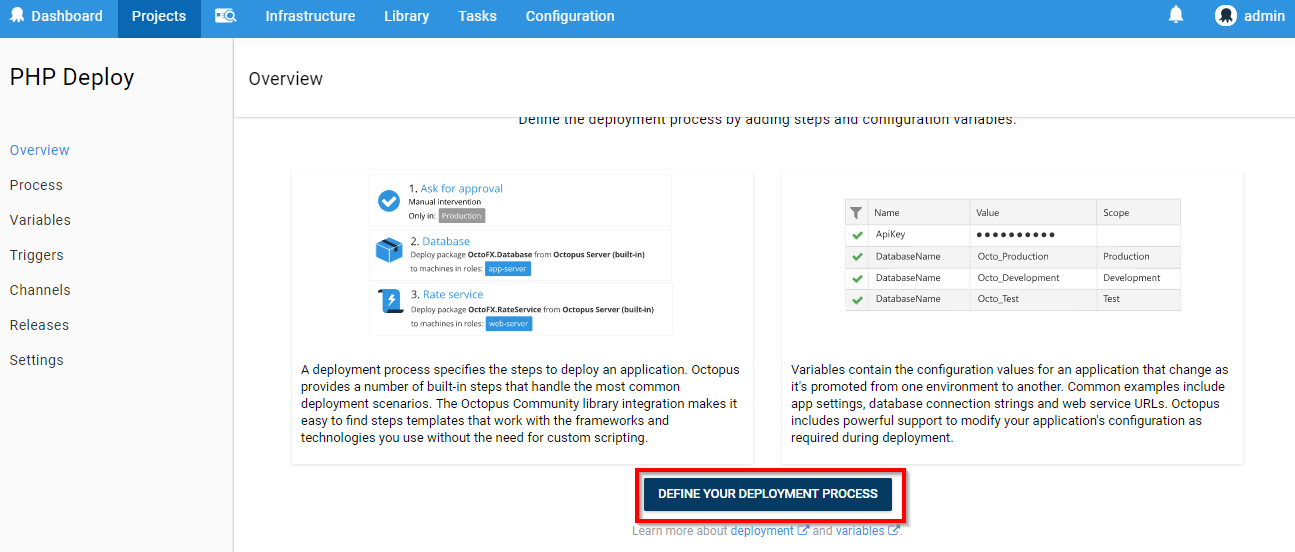 Dashboard Projects Infrastructure Library Tasks Configuration admin
PHP Deploy
Overview
Process
Variables
Triggers
Channels
Releases
Settings
Overview
Define the deployment process by adding steps and configuration variables.
1. Ask for approval
Manual intervention
Only in: Production
2. Database
Deploy package OctoFX.Database from Octopus Server (built-in)
to machines in roles: app-server
3. Rate service
Deploy package OctoFX.RateService from Octopus Server (built-in)
to machines in roles: web-server
A deployment process specifies the steps to deploy an application. Octopus
provides a number of built-in steps that handle the most common
deployment scenarios. The Octopus Community library integration makes it
easy to find steps templates that work with the frameworks and
technologies you use without the need for custom scripting.
Name Value Scope
ApiKey ●●●●●●●●●●
DatabaseName Octo_Production Production
DatabaseName Octo_Development Development
DatabaseName Octo_Test Test
Variables contain the configuration values for an application that change as
it's promoted from one environment to another. Common examples include
app settings, database connection strings and web service URLs. Octopus
includes powerful support to modify your application's configuration as
required during deployment.
DEFINE YOUR DEPLOYMENT PROCESS
Learn more about deployment and variables.